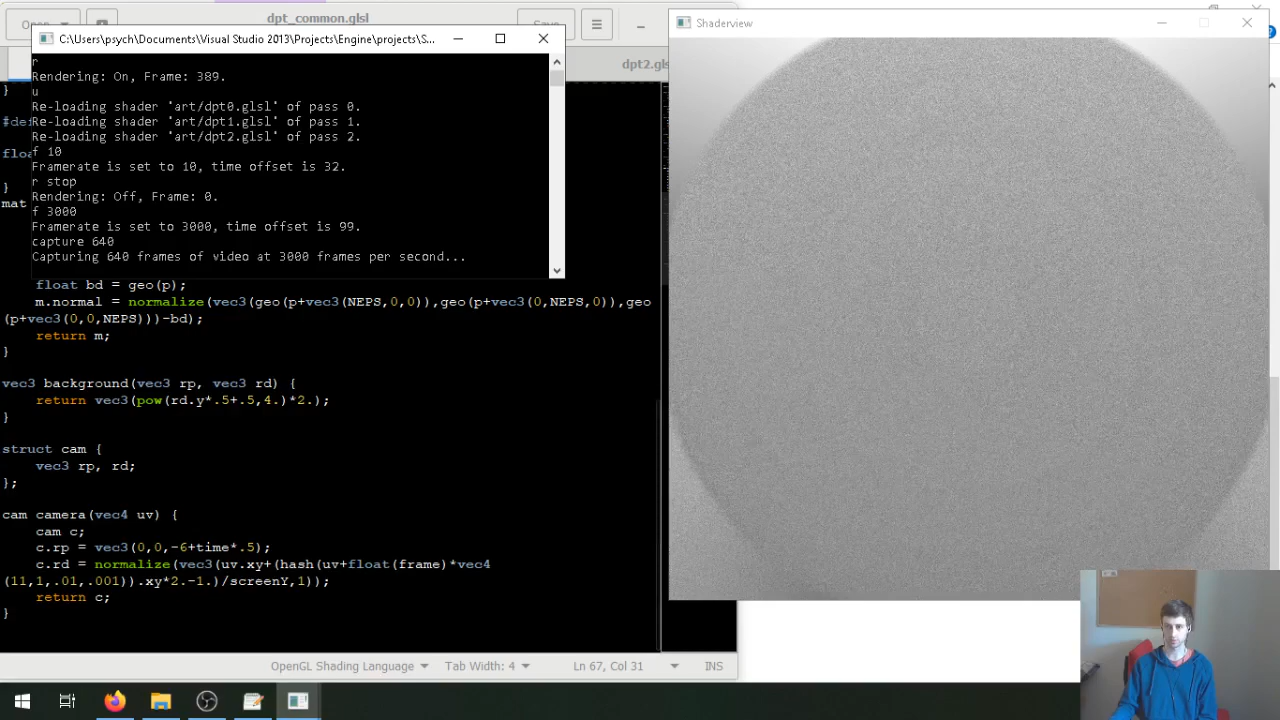 Open
dpt_common.glsl
Save
C:\Users\psych\Documents\Visual Studio 2013\Projects\Engine\projects\S...
Shaderview
dpt2.gls
r
Rendering: On, Frame: 389.
u
Re-loading shader 'art/dpt0.glsl' of pass 0.
Re-loading shader 'art/dpt1.glsl' of pass 1.
Re-loading shader 'art/dpt2.glsl' of pass 2.
f 10
Framerate is set to 10, time offset is 32.
r stop
Rendering: Off, Frame: 0.
f 3000
Framerate is set to 3000, time offset is 99.
capture 640
Capturing 640 frames of video at 3000 frames per second...
}
#def
floa
}
mat
float bd = geo(p);
m.normal = normalize(vec3(geo(p+vec3(NEPS,0,0)),geo(p+vec3(0,NEPS,0)),geo
(p+vec3(0,0,NEPS)))-bd);
return m;
}
vec3 background(vec3 rp, vec3 rd) {
return vec3(pow(rd.y*.5+.5,4.)*2.);
}
struct cam {
vec3 rp, rd;
};
cam camera(vec4 uv) {
cam c;
c.rp = vec3(0,0,-6+time*.5);
c.rd = normalize(vec3(uv.xy+(hash(uv+float(frame)*vec4
(11,1,.01,.001)).xy*2.-1.)/screenY,1));
return c;
}
OpenGL Shading Language
Tab Width: 4
Ln 67, Col 31
INS